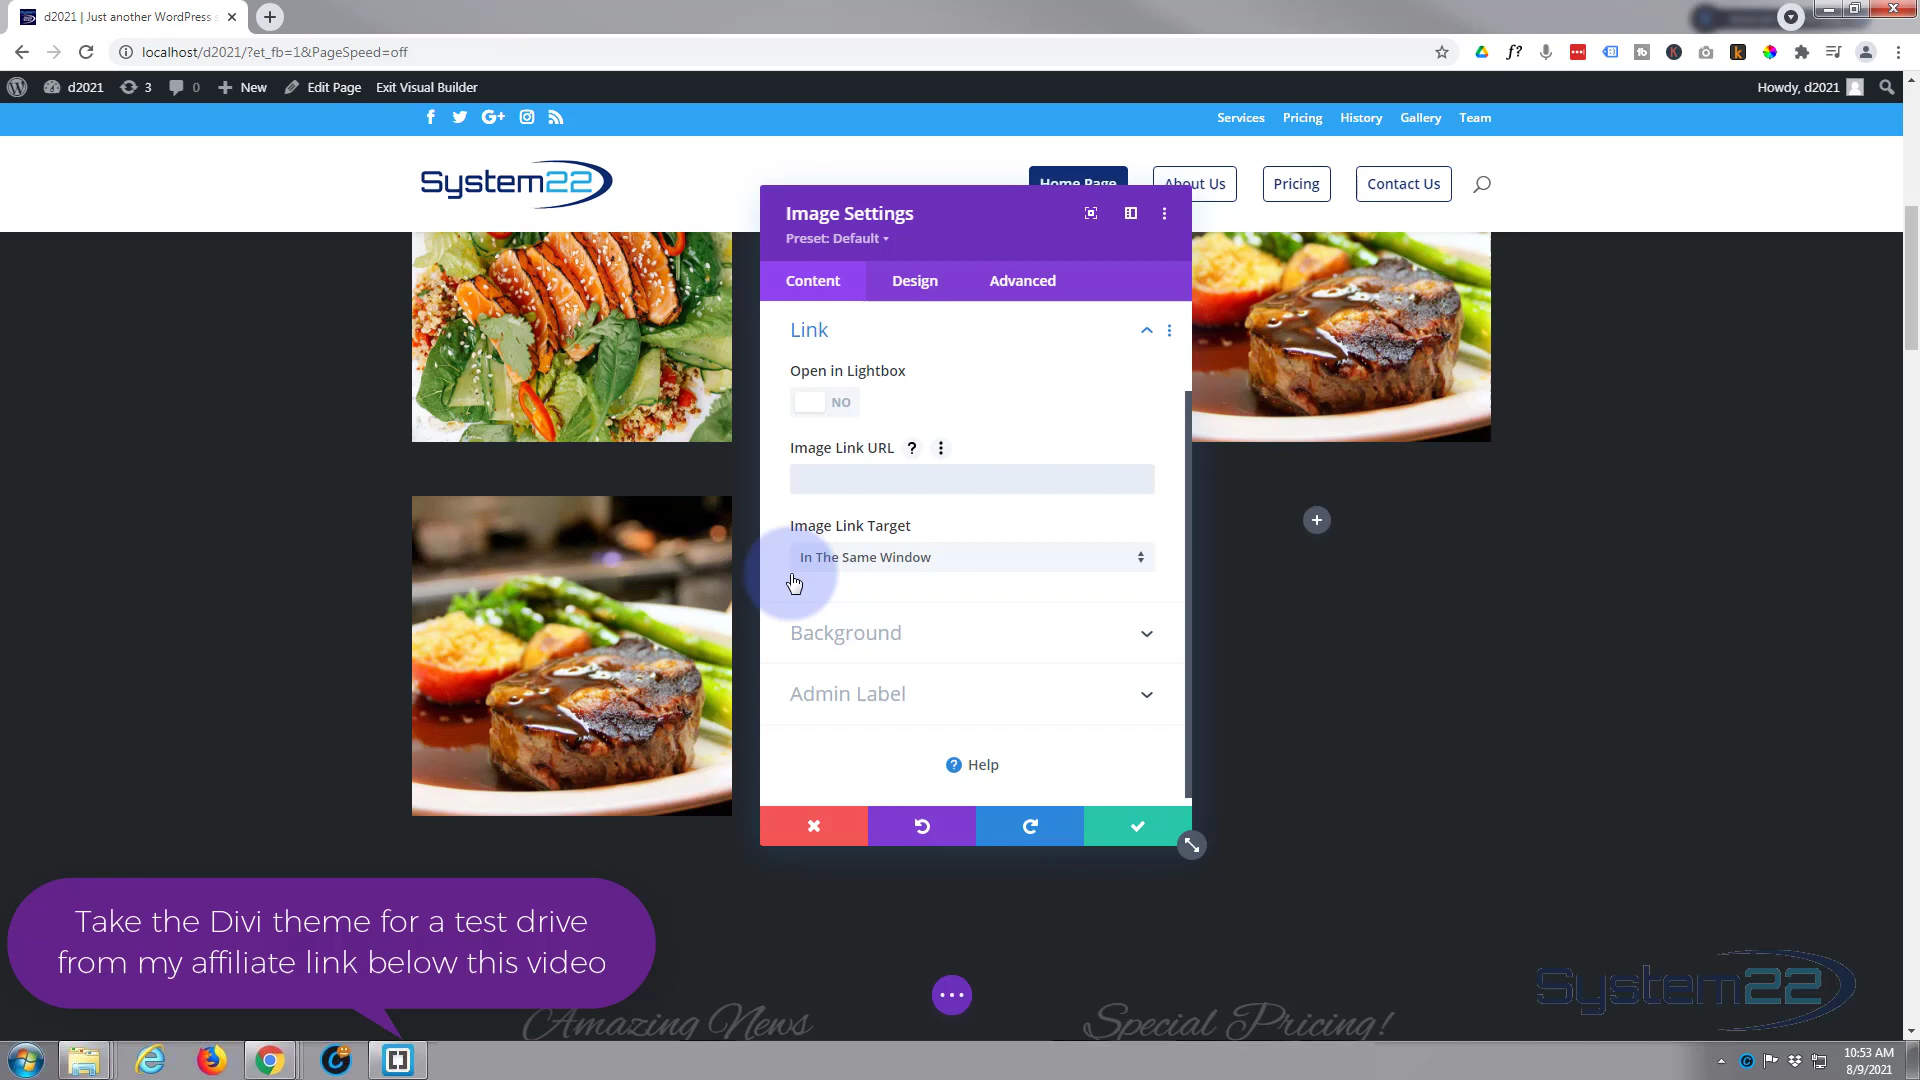 d2021 | Just another WordPress s
localhost/d2021/?et_fb=1&PageSpeed=off
d2021
3
0
New
Edit Page
Exit Visual Builder
Howdy, d2021
Services
Pricing
History
Gallery
Team
System22
Home Page
About Us
Pricing
Contact Us
Image Settings
Preset: Default
Content
Design
Advanced
Link
Open in Lightbox
NO
Image Link URL ?
Image Link Target
In The Same Window
Background
Admin Label
? Help
Take the Divi theme for a test drive
from my affiliate link below this video
Amazing News
Special Pricing!
System22
10:53 AM
8/9/2021